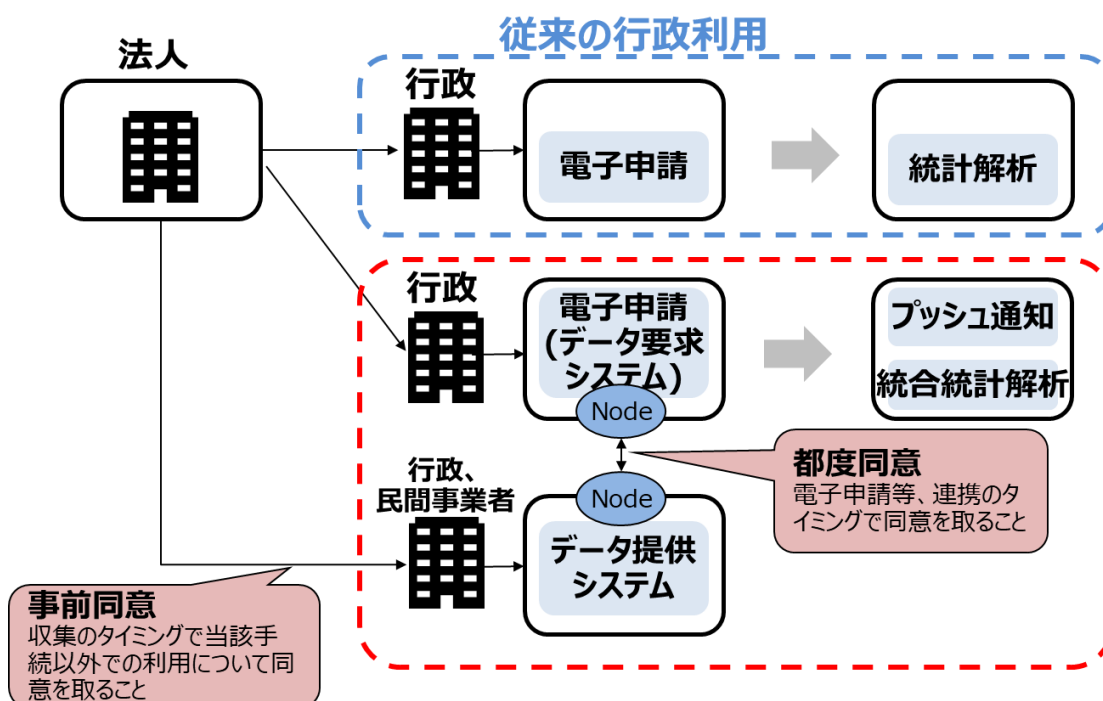 従来の行政利用
法人
行政
電子申請
統計解析
行政
電子申請
(データ要求
システム)
プッシュ通知
統合統計解析
Node
都度同意
電子申請等、連携のタ
イミングで同意を取ること
行政、
民間事業者
Node
データ提供
システム
事前同意
収集のタイミングで当該手
続以外での利用について同
意を取ること